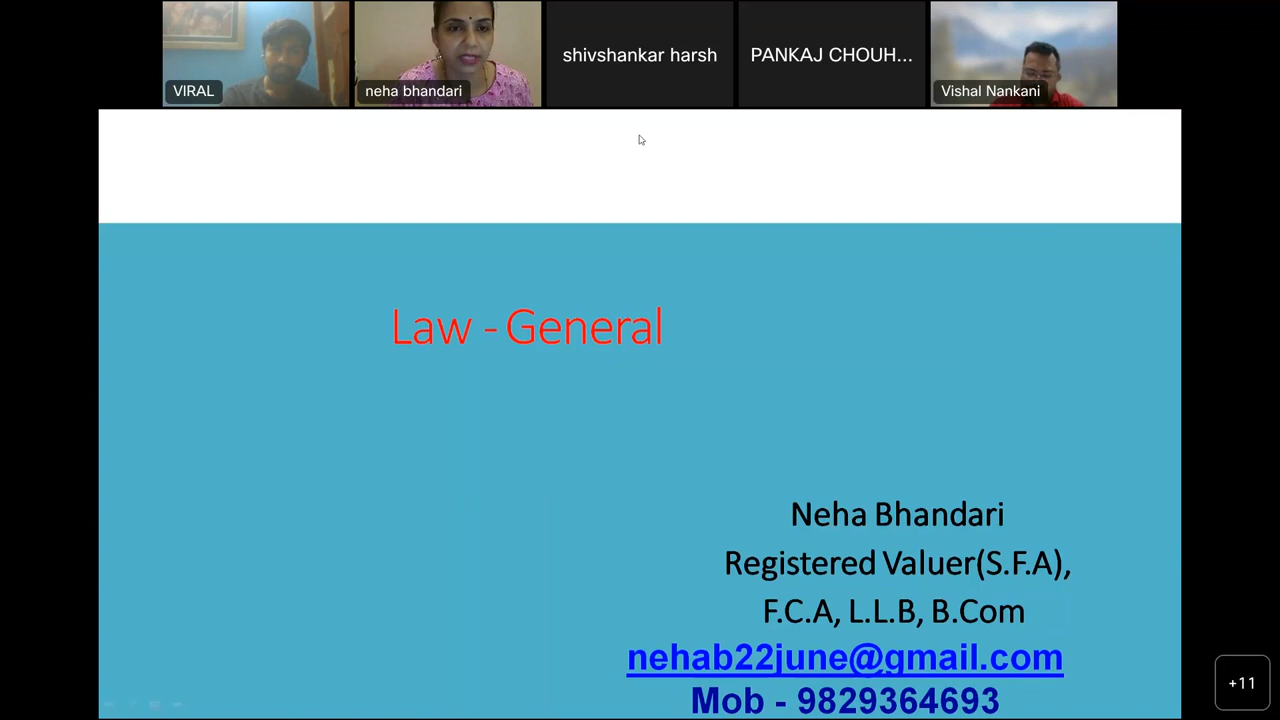 VIRAL
neha bhandari
shivshankar harsh
PANKAJ CHOUH...
Vishal Nankani
Law - General
Neha Bhandari
Registered Valuer(S.F.A),
F.C.A, L.L.B, B.Com
nehab22june@gmail.com
Mob - 9829364693
+11